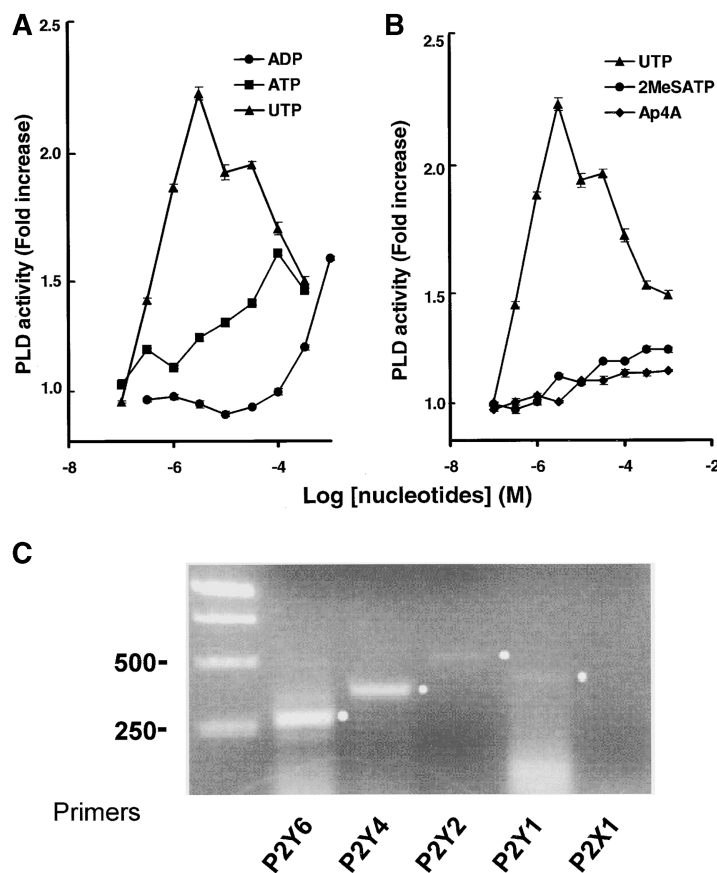 A
PLD activity (Fold increase)
2.5
2.0
1.5
1.0
ADP
ATP
UTP
-8
-6
-4
B
PLD activity (Fold increase)
2.5
2.0
1.5
1.0
UTP
2MeSATP
Ap4A
-8
-6
-4
-2
Log [nucleotides] (M)
C
500-
250-
Primers
P2Y6
P2Y4
P2Y2
P2Y1
P2X1